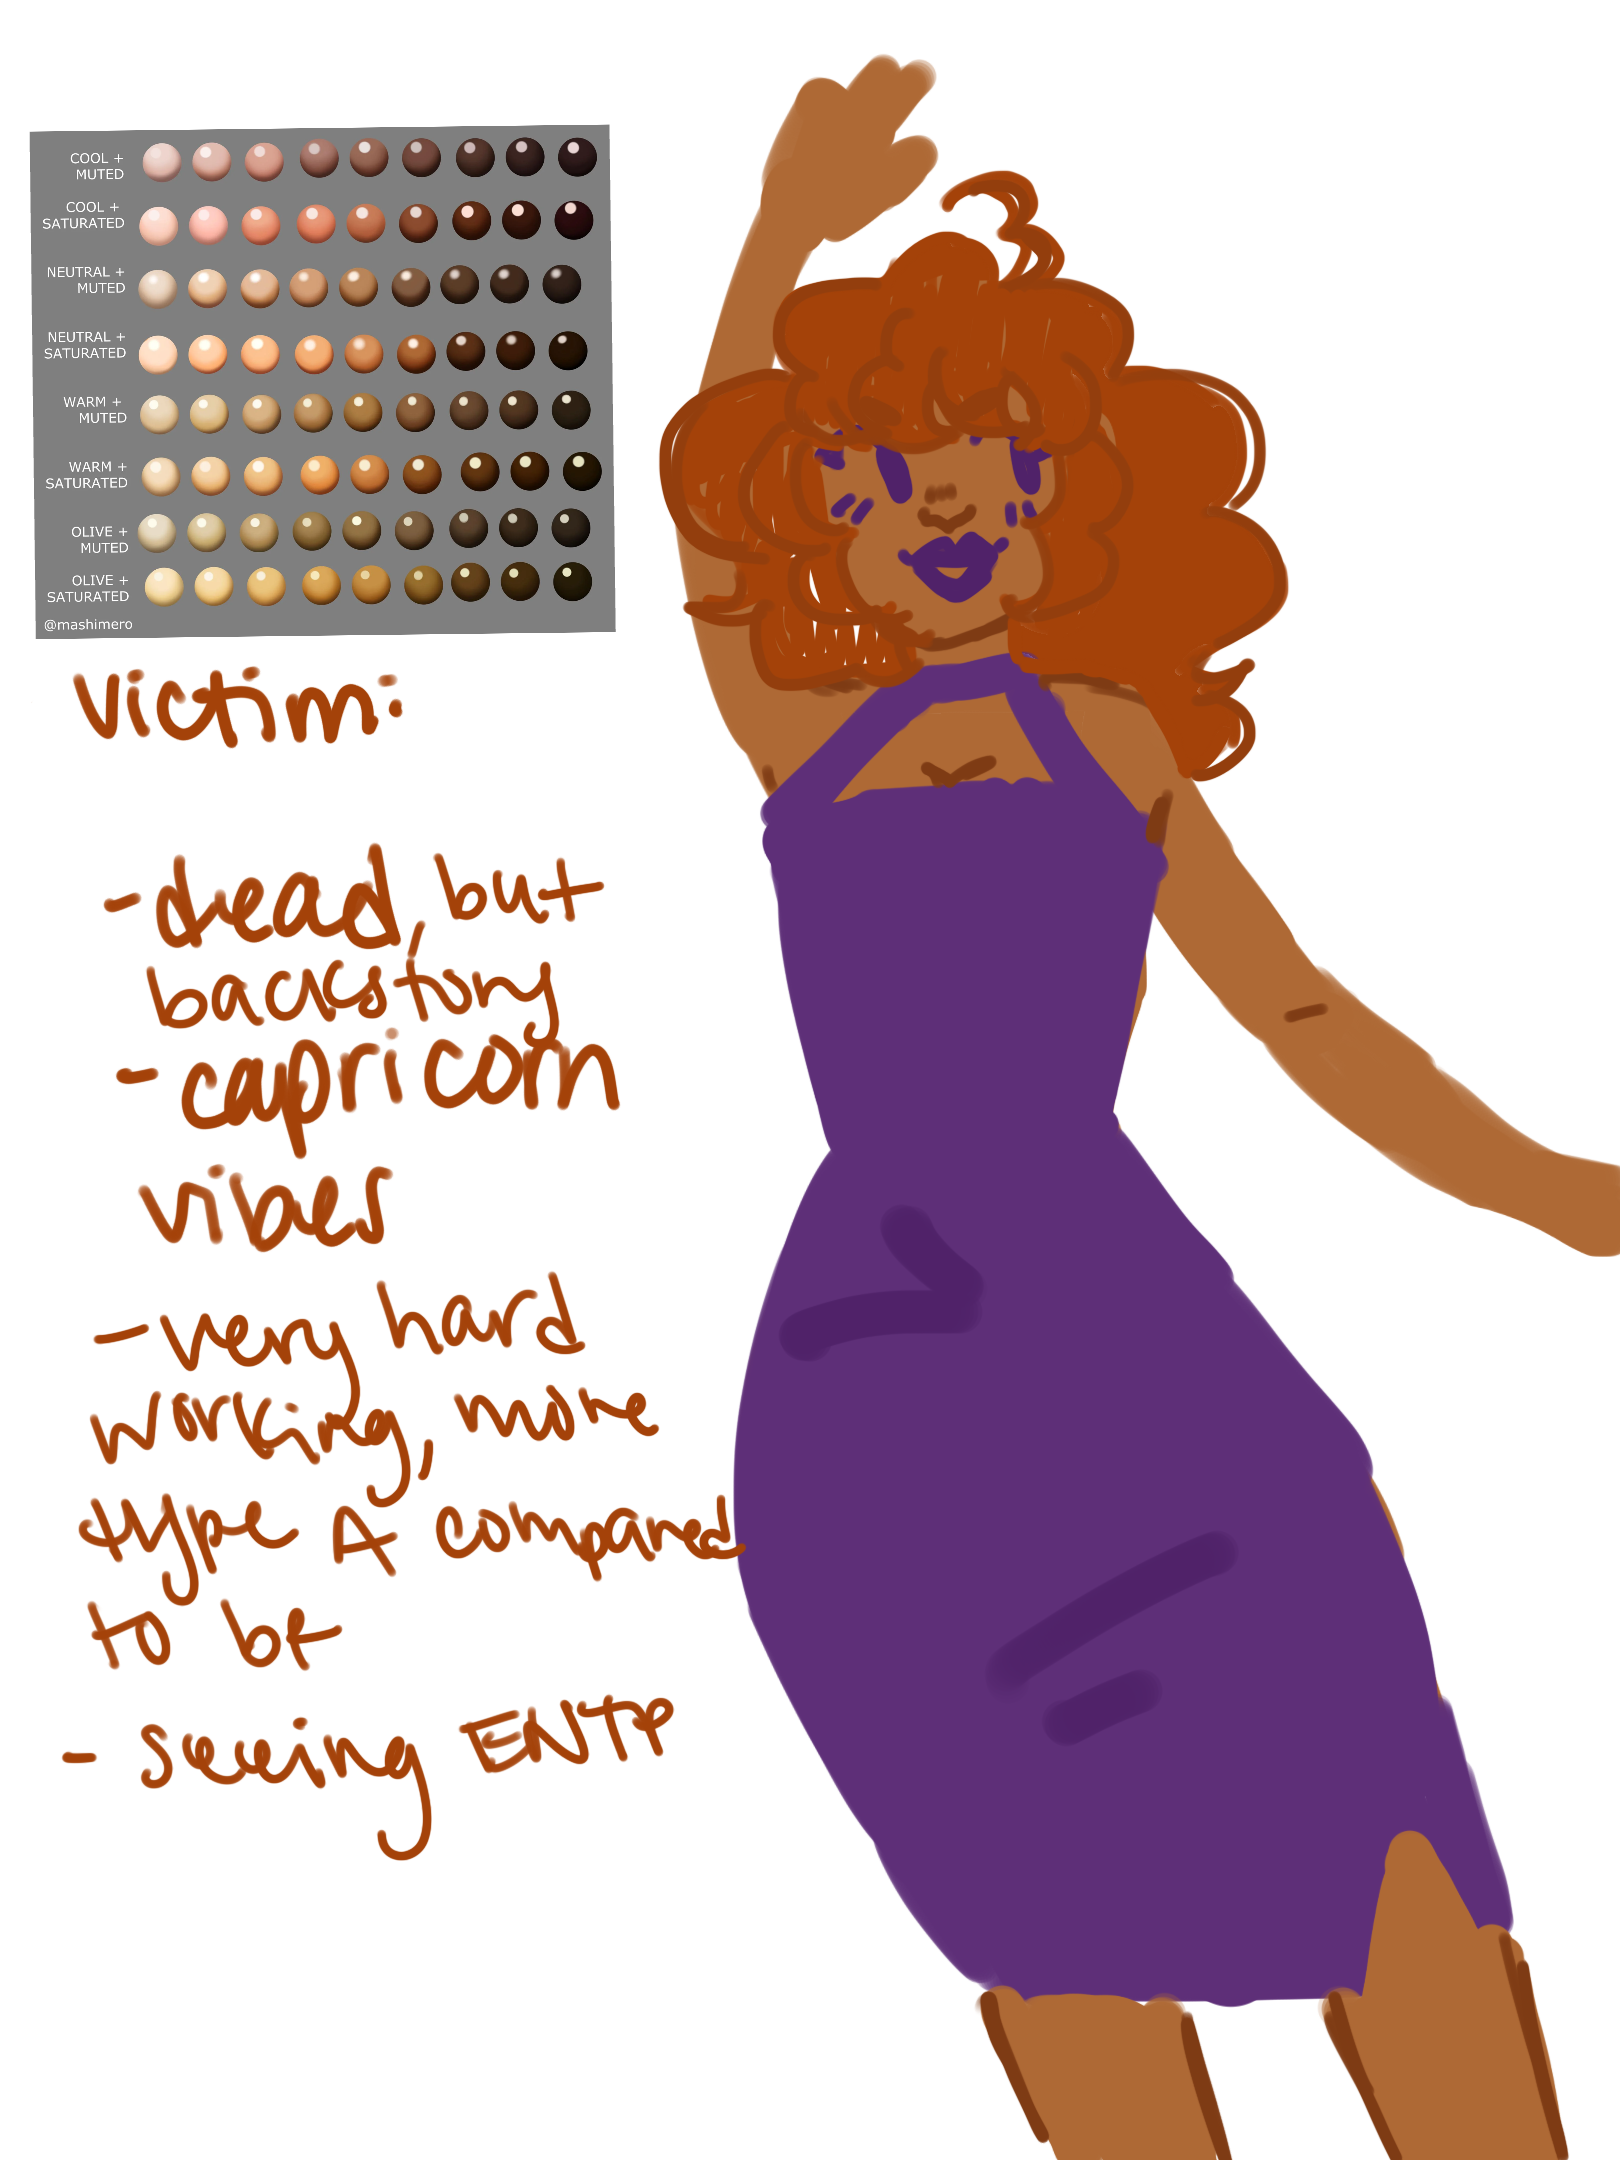 COOL +
MUTED
COOL +
SATURATED
NEUTRAL +
MUTED
NEUTRAL +
SATURATED
WARM +
MUTED
WARM +
SATURATED
OLIVE +
MUTED
OLIVE +
SATURATED
@mashimero
victim:
- dead, but
backstory
- capricorn
vibes
- very hard
working, more
type A compared
to bf
- seeing ENTP